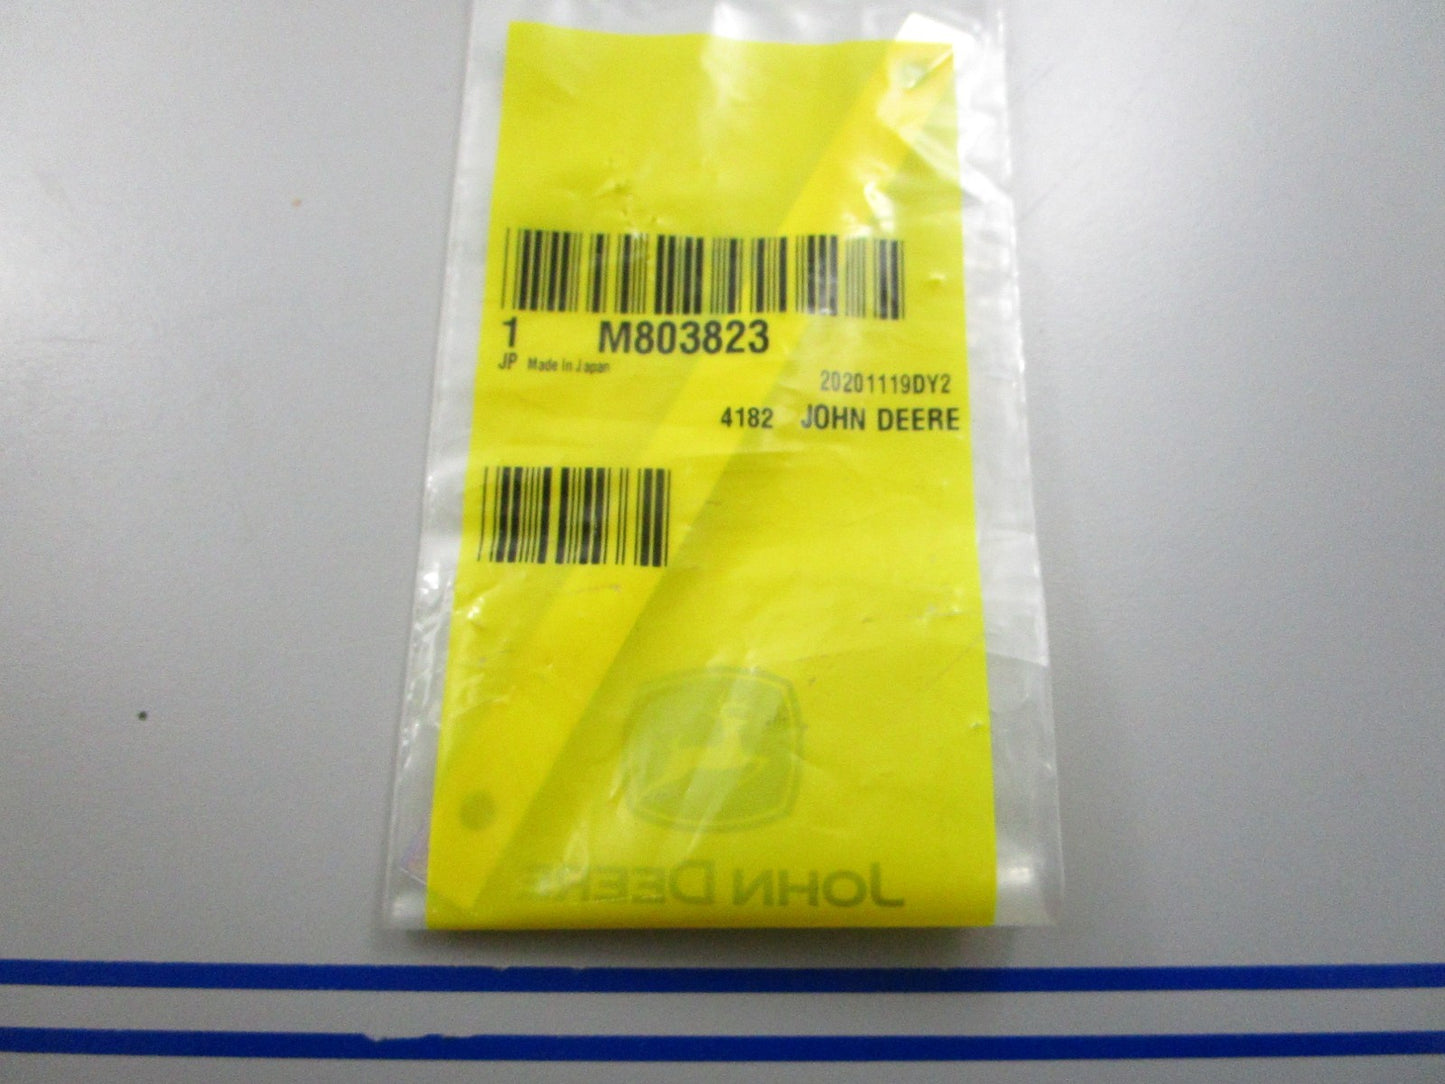 1 M803823
JP Made In Japan
20201119DY2
4182 JOHN DEERE
JOHN DEERE